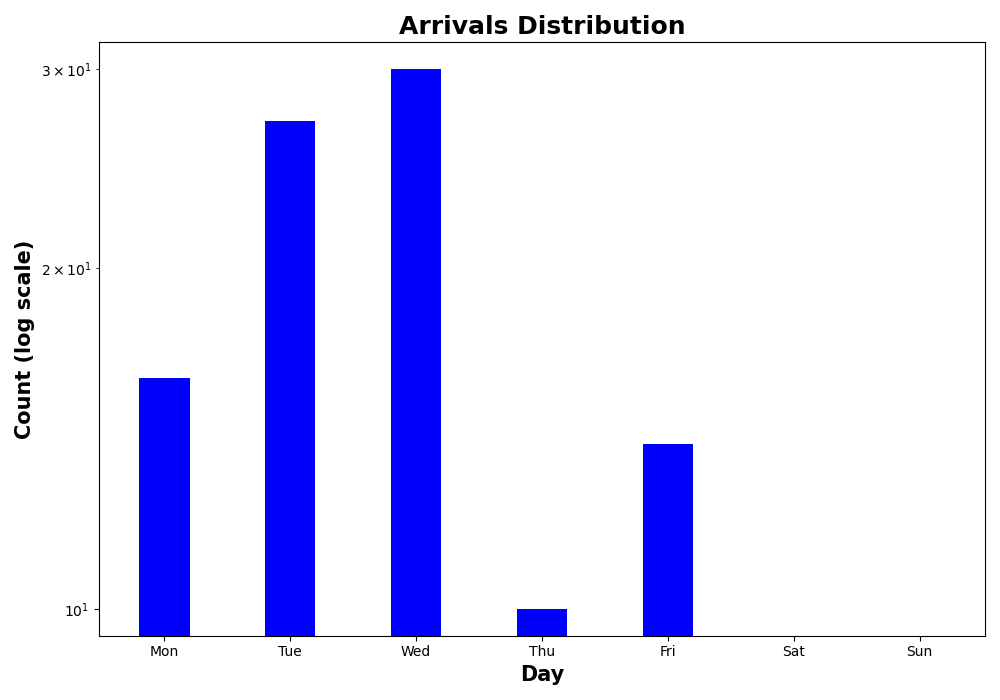 Arrivals Distribution
3 × 10¹
2 × 10¹
10¹
Count (log scale)
Mon Tue Wed Thu Fri Sat Sun
Day